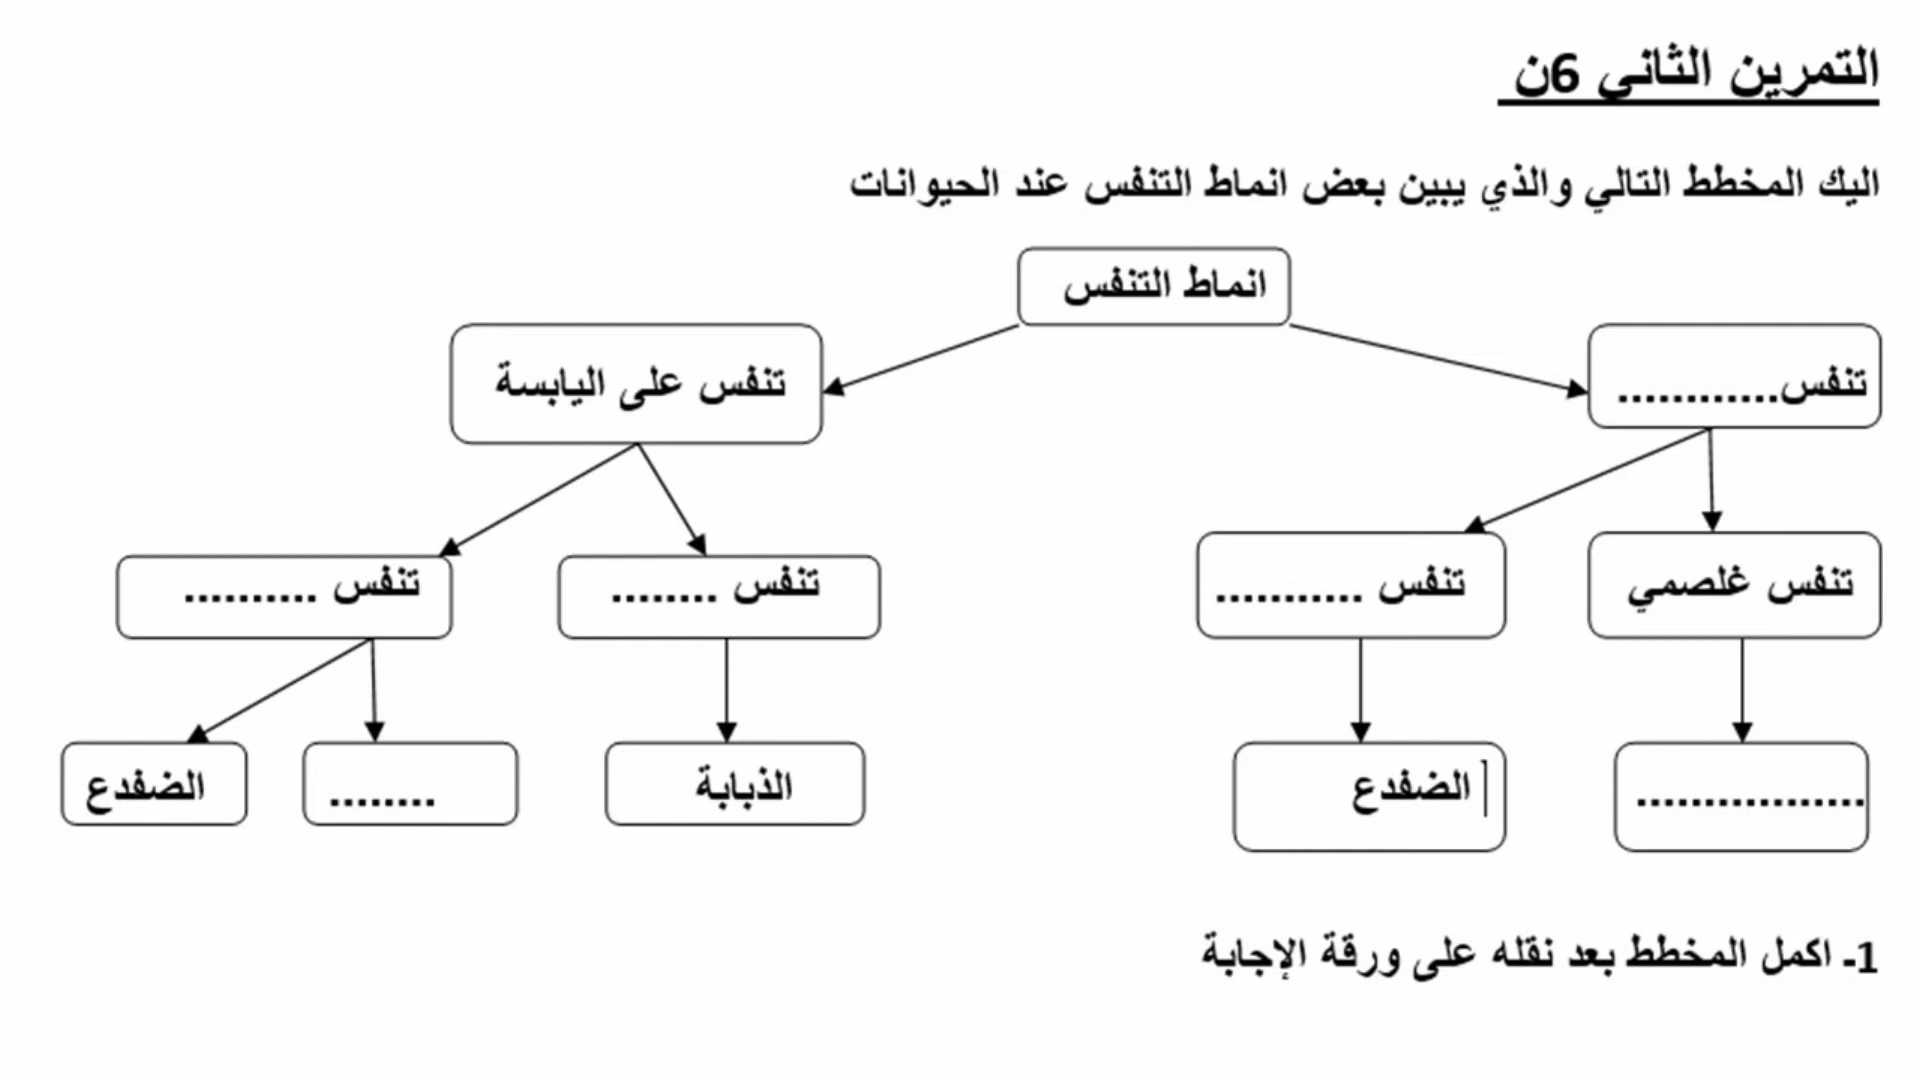 التمرين الثاني 6ن
اليك المخطط التالي والذي يبين بعض انماط التنفس عند الحيوانات
انماط التنفس
تنفس............
تنفس على اليابسة
تنفس غلصمي
تنفس ...........
تنفس ........
تنفس ..........
.................
الضفدع
الذبابة
........
الضفدع
1- اكمل المخطط بعد نقله على ورقة الإجابة